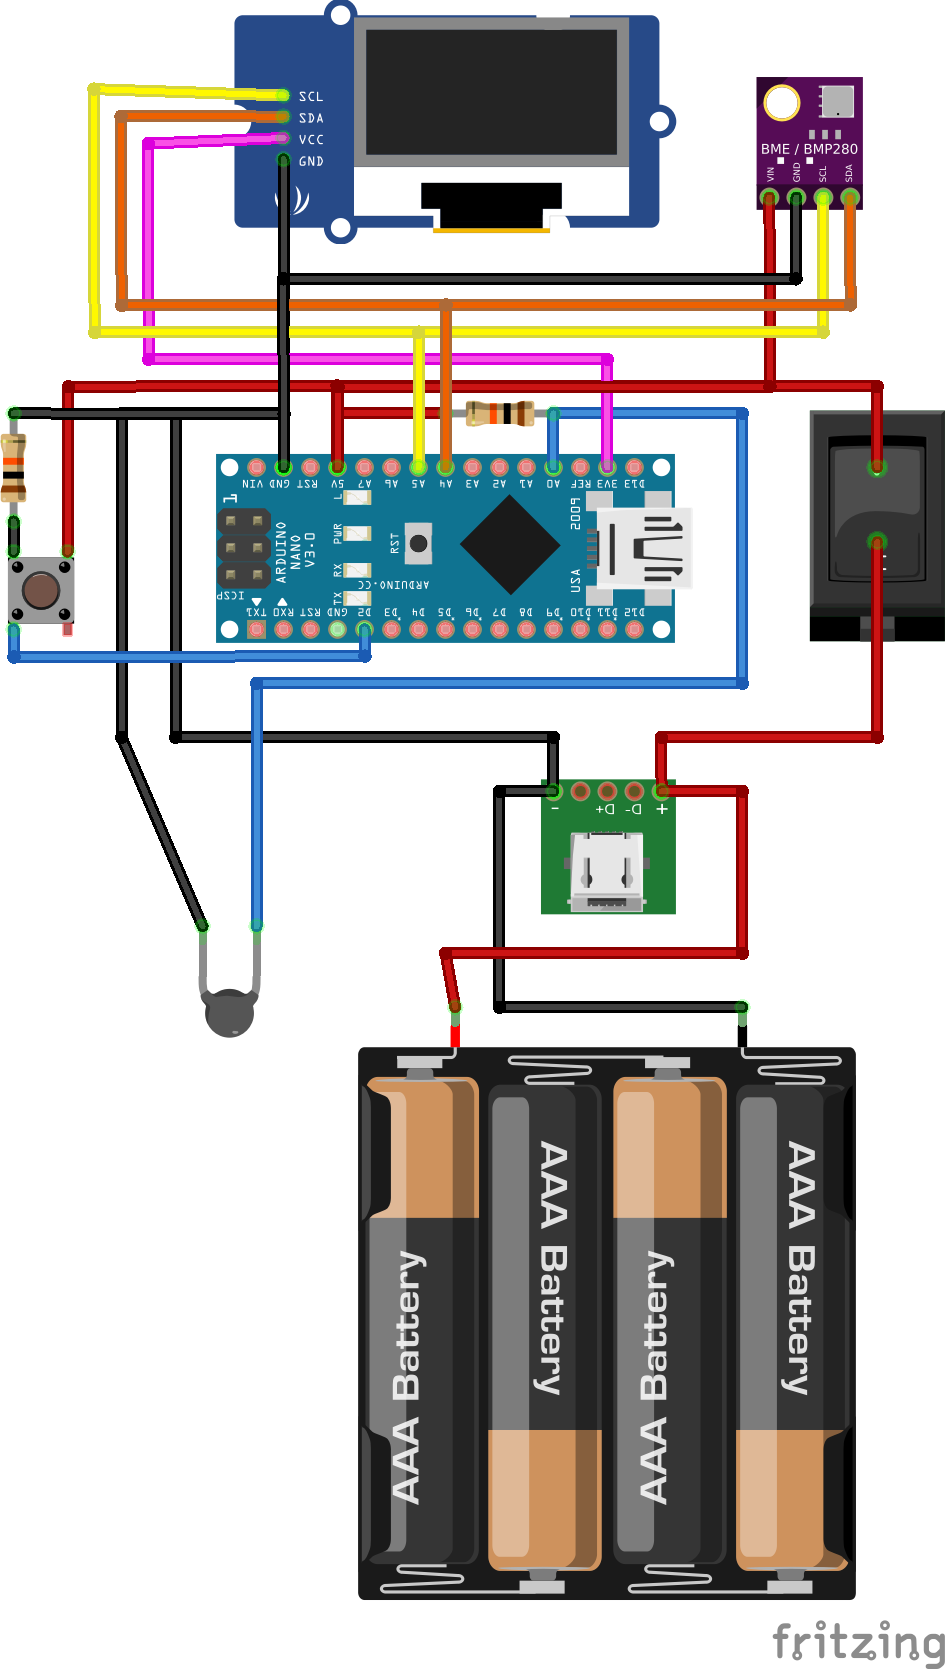 SCL
SDA
VCC
GND
BME / BMP280
VIN
GND
SCL
SDA
VIN
GND
RST
5V
A7
A6
A5
A4
A3
A2
A1
A0
REF
3V3
D13
1
L
PWR
RX
TX
RST
ARDUINO
NANO
V3.0
ARDUINO.CC
2009
USA
ICSP
TX1
RX0
RST
GND
D2
D3
D4
D5
D6
D7
D8
D9
D10
D11
D12
-
D+
D-
+
AAA Battery
AAA Battery
AAA Battery
AAA Battery
fritzing